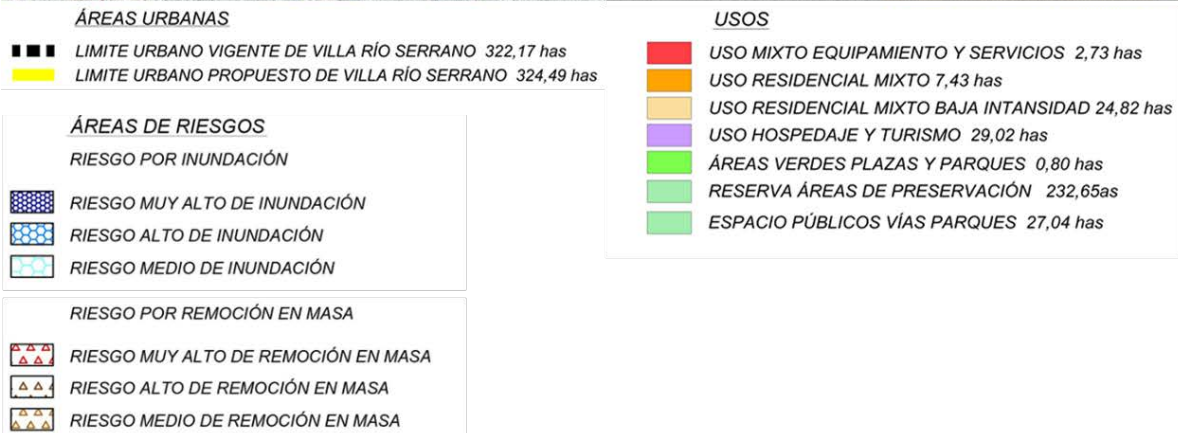 ÁREAS URBANAS
LIMITE URBANO VIGENTE DE VILLA RÍO SERRANO 322,17 has
LIMITE URBANO PROPUESTO DE VILLA RÍO SERRANO 324,49 has
ÁREAS DE RIESGOS
RIESGO POR INUNDACIÓN
RIESGO MUY ALTO DE INUNDACIÓN
RIESGO ALTO DE INUNDACIÓN
RIESGO MEDIO DE INUNDACIÓN
RIESGO POR REMOCIÓN EN MASA
RIESGO MUY ALTO DE REMOCIÓN EN MASA
RIESGO ALTO DE REMOCIÓN EN MASA
RIESGO MEDIO DE REMOCIÓN EN MASA
USOS
USO MIXTO EQUIPAMIENTO Y SERVICIOS 2,73 has
USO RESIDENCIAL MIXTO 7,43 has
USO RESIDENCIAL MIXTO BAJA INTANSIDAD 24,82 has
USO HOSPEDAJE Y TURISMO 29,02 has
ÁREAS VERDES PLAZAS Y PARQUES 0,80 has
RESERVA ÁREAS DE PRESERVACIÓN 232,65as
ESPACIO PÚBLICOS VÍAS PARQUES 27,04 has